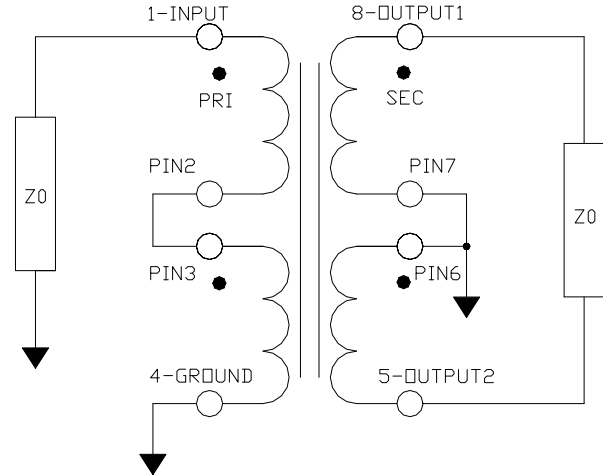 1-INPUT
8-OUTPUT1
PRI
SEC
PIN2
PIN7
Z0
Z0
PIN3
PIN6
4-GROUND
5-OUTPUT2